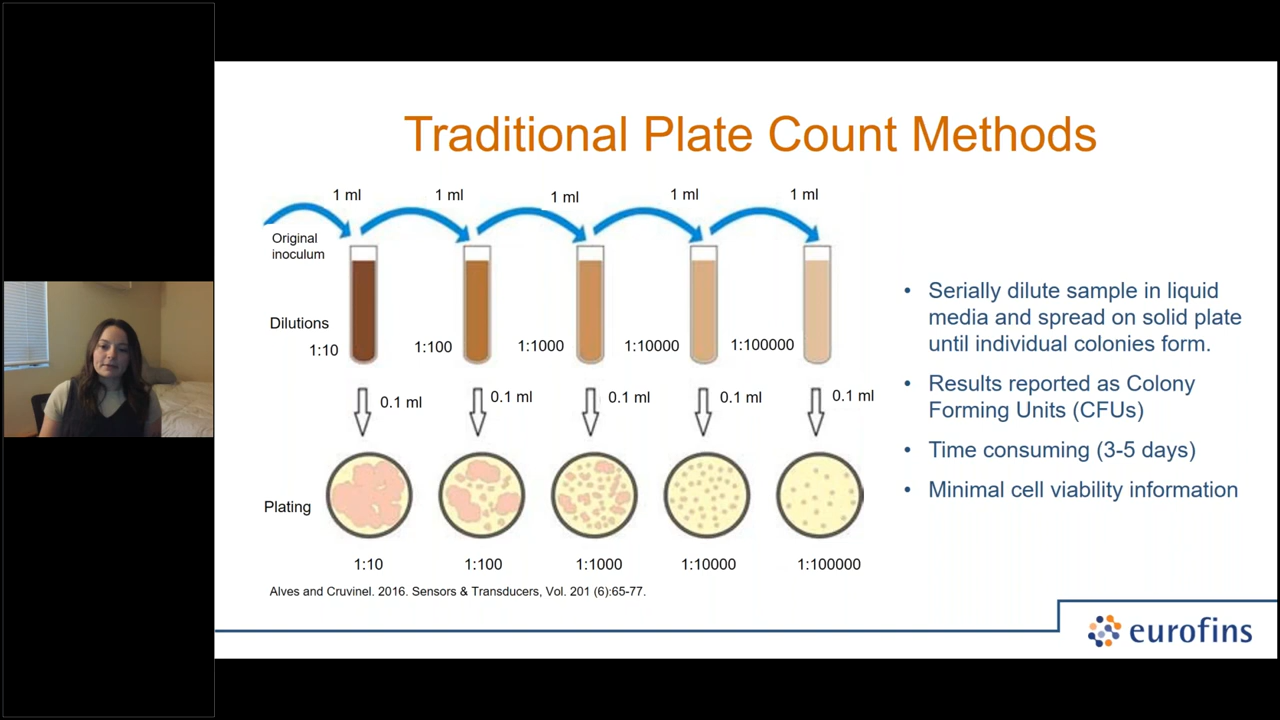 Traditional Plate Count Methods
1 ml 1 ml 1 ml 1 ml 1 ml
Original
inoculum
Dilutions
1:10 1:100 1:1000 1:10000 1:100000
0.1 ml 0.1 ml 0.1 ml 0.1 ml 0.1 ml
Plating
1:10 1:100 1:1000 1:10000 1:100000
Alves and Cruvinel. 2016. Sensors & Transducers, Vol. 201 (6):65-77.
• Serially dilute sample in liquid
media and spread on solid plate
until individual colonies form.
• Results reported as Colony
Forming Units (CFUs)
• Time consuming (3-5 days)
• Minimal cell viability information
eurofins